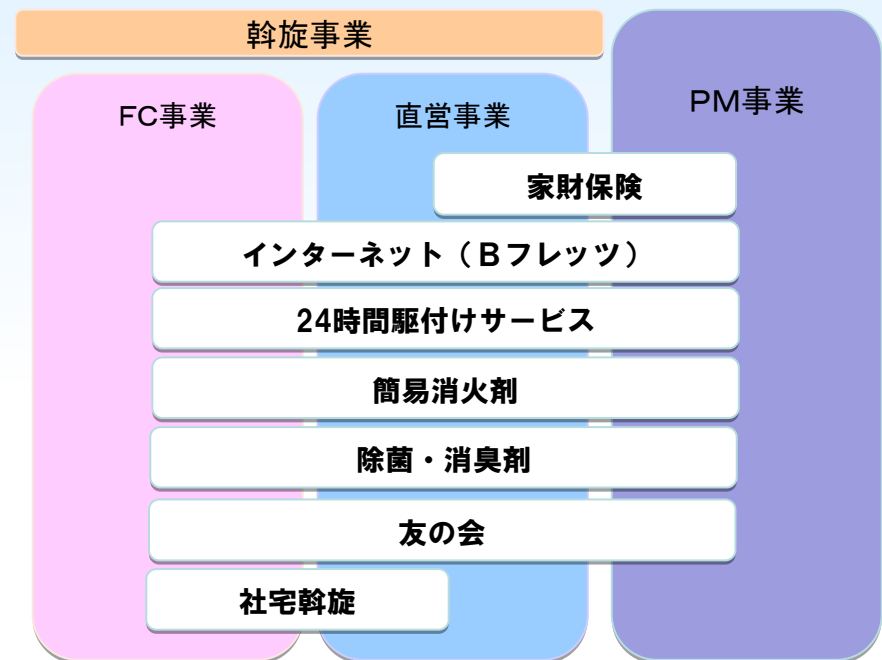 斡旋事業
FC事業
直営事業
PM事業
家財保険
インターネット（Bフレッツ）
24時間駆付けサービス
簡易消火剤
除菌・消臭剤
友の会
社宅斡旋